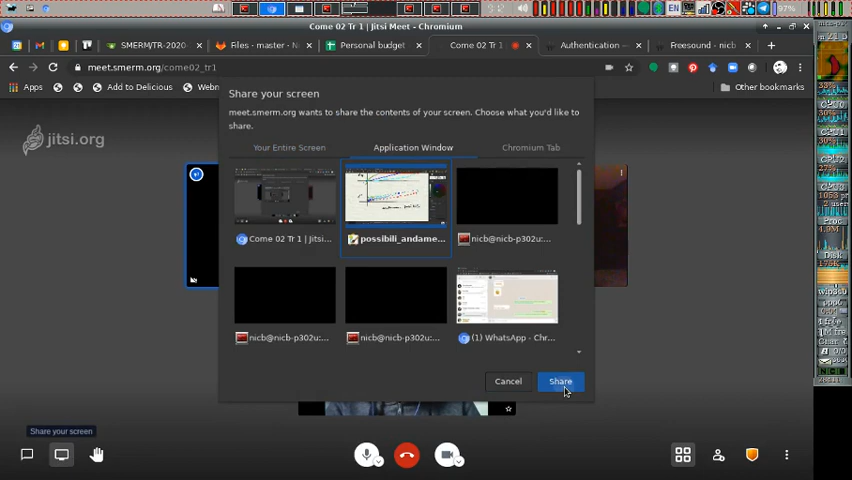 EN
97%
Come 02 Tr 1 | Jitsi Meet - Chromium
SMERM/TR-2020-
Files · master · N
Personal budget
Come 02 Tr 1
Authentication —
Freesound - nicb
meet.smerm.org/come02_tr1
Apps
Add to Delicious
Other bookmarks
jitsi.org
Share your screen
meet.smerm.org wants to share the contents of your screen. Choose what you'd like to
share.
Your Entire Screen
Application Window
Chromium Tab
Come 02 Tr 1 | Jitsi...
possibili_andame...
nicb@nicb-p302u:...
nicb@nicb-p302u:...
nicb@nicb-p302u:...
(1) WhatsApp - Chr...
Cancel
Share
Share your screen
Proc
Disk